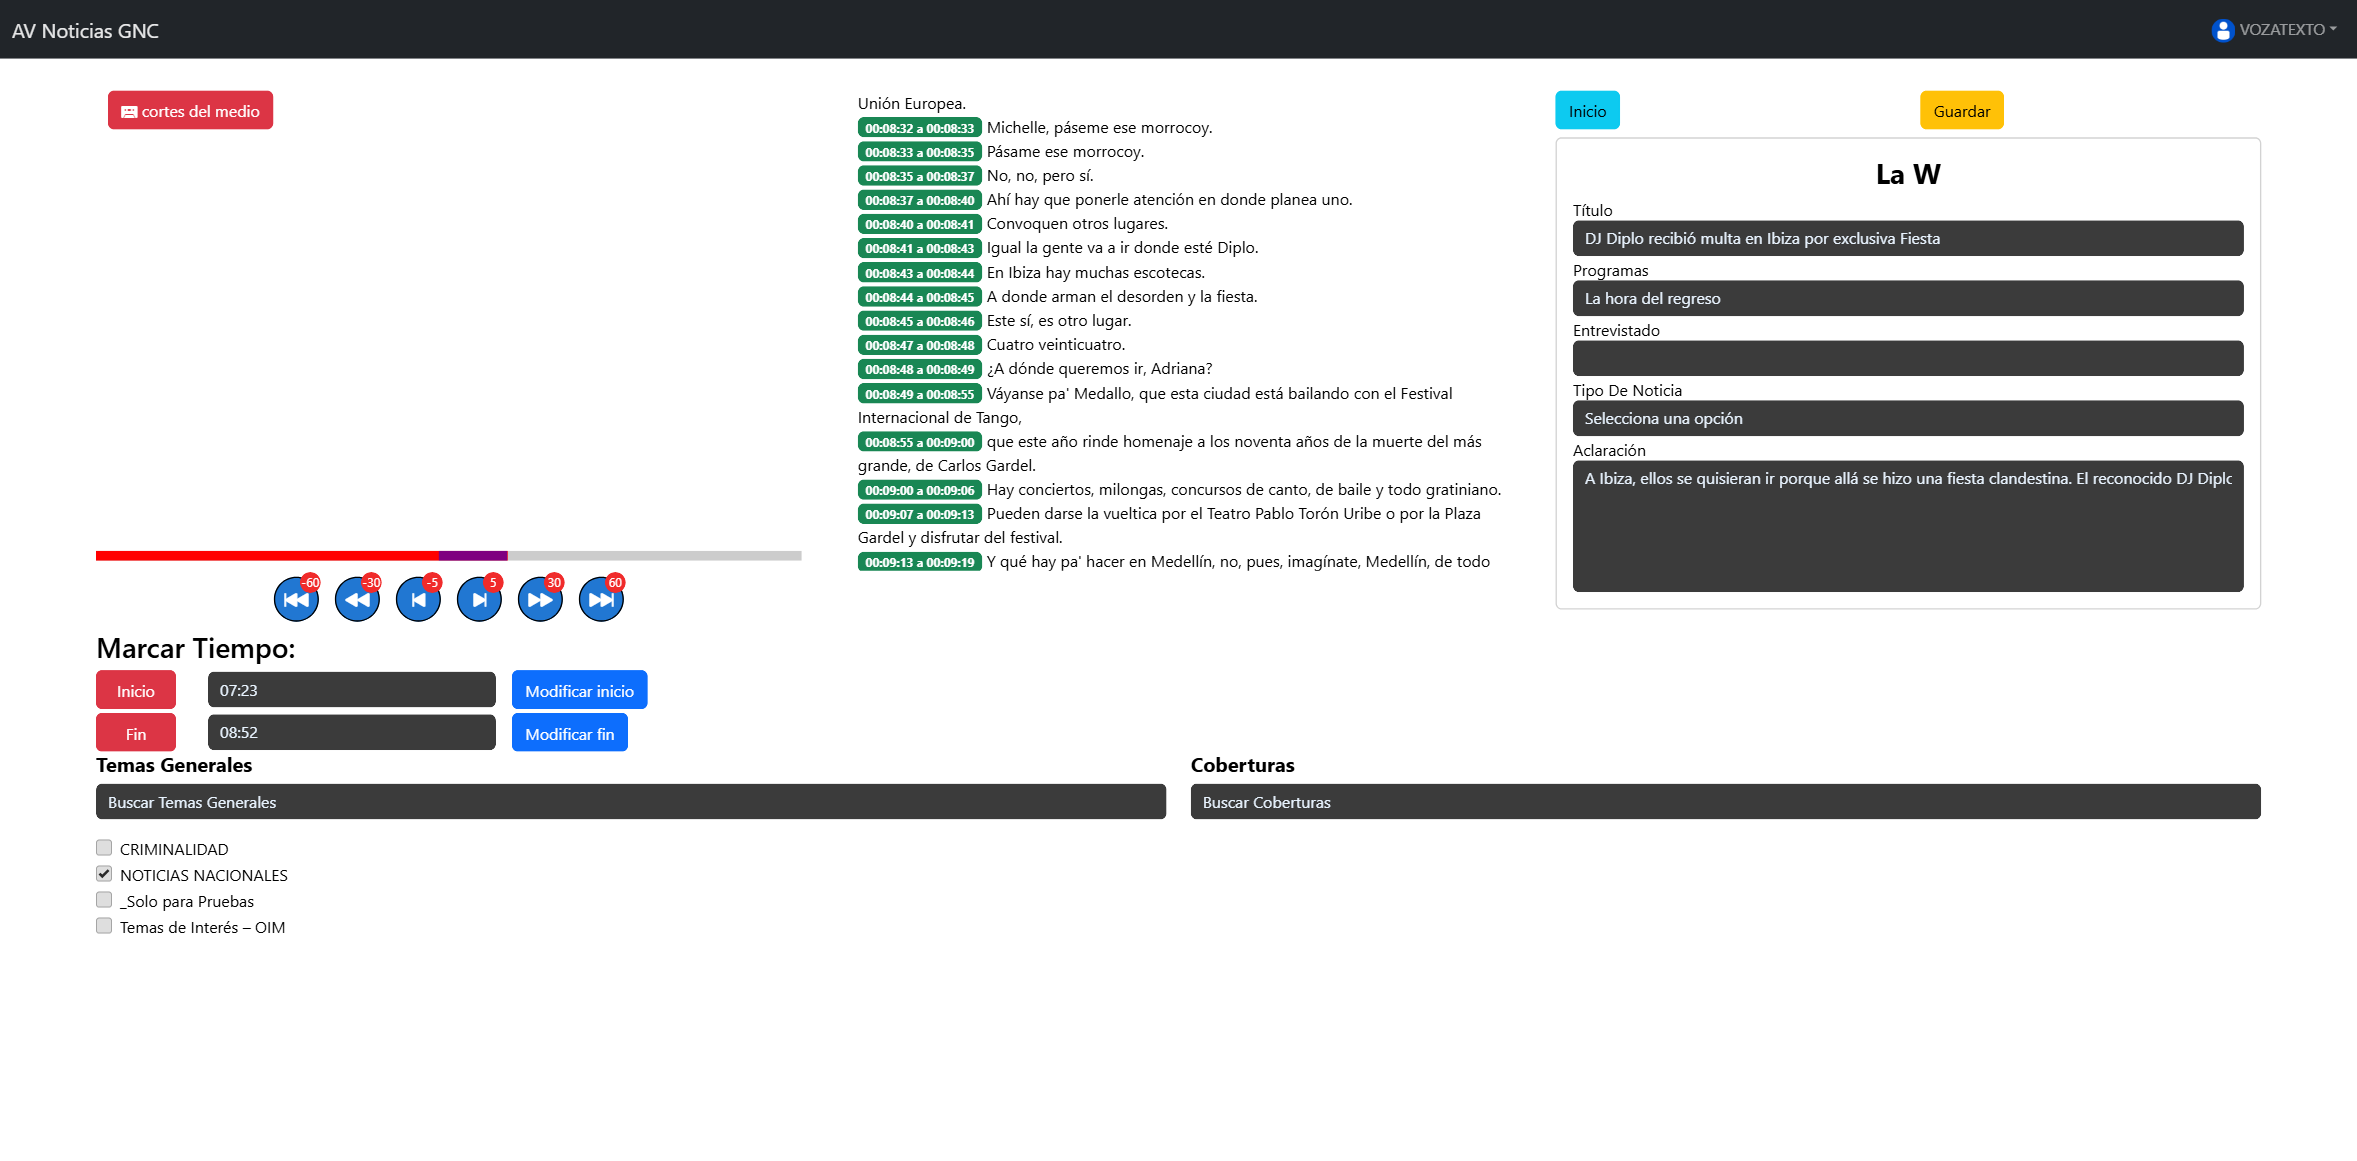 AV Noticias GNC
VOZATEXTO
cortes del medio
-60
-30
-5
5
30
60
Marcar Tiempo:
Inicio
07:23
Modificar inicio
Fin
08:52
Modificar fin
Unión Europea.
00:08:32 a 00:08:33 Michelle, páseme ese morrocoy.
00:08:33 a 00:08:35 Pásame ese morrocoy.
00:08:35 a 00:08:37 No, no, pero sí.
00:08:37 a 00:08:40 Ahí hay que ponerle atención en donde planea uno.
00:08:40 a 00:08:41 Convoquen otros lugares.
00:08:41 a 00:08:43 Igual la gente va a ir donde esté Diplo.
00:08:43 a 00:08:44 En Ibiza hay muchas escotecas.
00:08:44 a 00:08:45 A donde arman el desorden y la fiesta.
00:08:45 a 00:08:46 Este sí, es otro lugar.
00:08:47 a 00:08:48 Cuatro veinticuatro.
00:08:48 a 00:08:49 ¿A dónde queremos ir, Adriana?
00:08:49 a 00:08:55 Váyanse pa' Medallo, que esta ciudad está bailando con el Festival
Internacional de Tango,
00:08:55 a 00:09:00 que este año rinde homenaje a los noventa años de la muerte del más
grande, de Carlos Gardel.
00:09:00 a 00:09:06 Hay conciertos, milongas, concursos de canto, de baile y todo gratiniano.
00:09:07 a 00:09:13 Pueden darse la vueltica por el Teatro Pablo Torón Uribe o por la Plaza
Gardel y disfrutar del festival.
00:09:13 a 00:09:19 Y qué hay pa' hacer en Medellín, no, pues, imagínate, Medellín, de todo
Inicio
Guardar
La W
Título
DJ Diplo recibió multa en Ibiza por exclusiva Fiesta
Programas
La hora del regreso
Entrevistado
Tipo De Noticia
Selecciona una opción
Aclaración
A Ibiza, ellos se quisieran ir porque allá se hizo una fiesta clandestina. El reconocido DJ Diplo
Temas Generales
Buscar Temas Generales
CRIMINALIDAD
NOTICIAS NACIONALES
_Solo para Pruebas
Temas de Interés – OIM
Coberturas
Buscar Coberturas